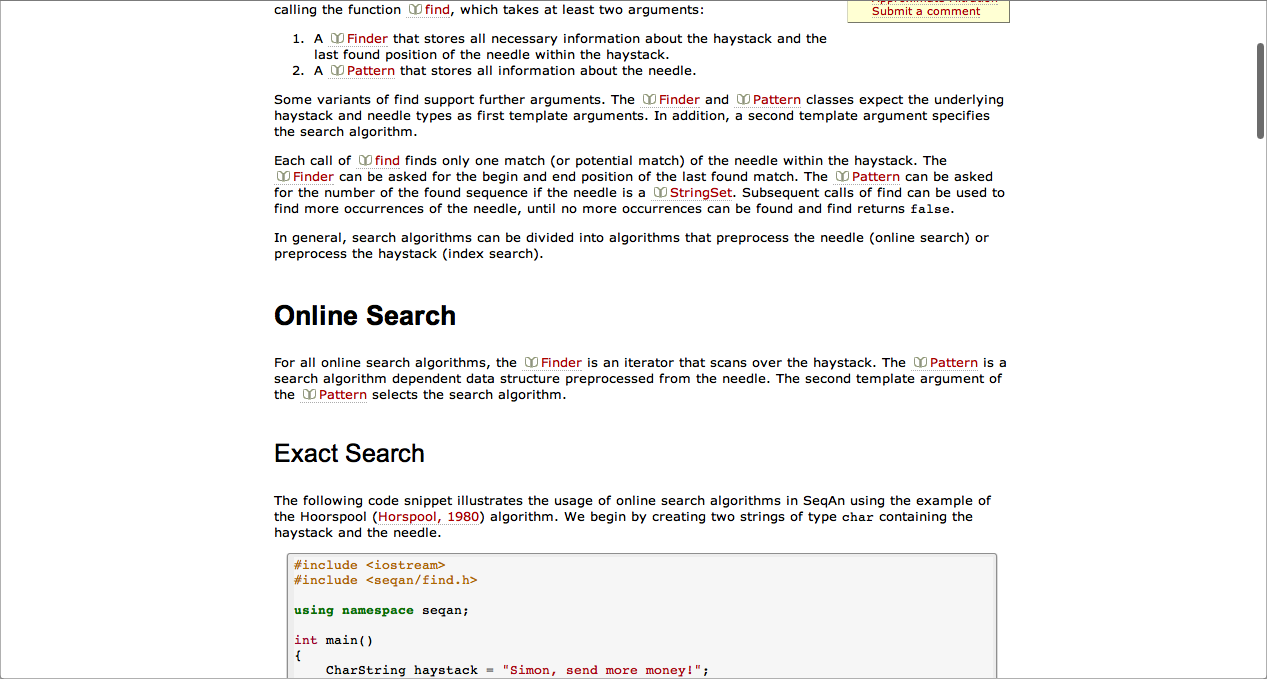 calling the function find, which takes at least two arguments:
Submit a comment
1. A Finder that stores all necessary information about the haystack and the
last found position of the needle within the haystack.
2. A Pattern that stores all information about the needle.
Some variants of find support further arguments. The Finder and Pattern classes expect the underlying
haystack and needle types as first template arguments. In addition, a second template argument specifies
the search algorithm.
Each call of find finds only one match (or potential match) of the needle within the haystack. The
Finder can be asked for the begin and end position of the last found match. The Pattern can be asked
for the number of the found sequence if the needle is a StringSet. Subsequent calls of find can be used to
find more occurrences of the needle, until no more occurrences can be found and find returns false.
In general, search algorithms can be divided into algorithms that preprocess the needle (online search) or
preprocess the haystack (index search).
Online Search
For all online search algorithms, the Finder is an iterator that scans over the haystack. The Pattern is a
search algorithm dependent data structure preprocessed from the needle. The second template argument of
the Pattern selects the search algorithm.
Exact Search
The following code snippet illustrates the usage of online search algorithms in SeqAn using the example of
the Hoorspool (Horspool, 1980) algorithm. We begin by creating two strings of type char containing the
haystack and the needle.
#include <iostream>
#include <seqan/find.h>
using namespace seqan;
int main()
{
CharString haystack = "Simon, send more money!";